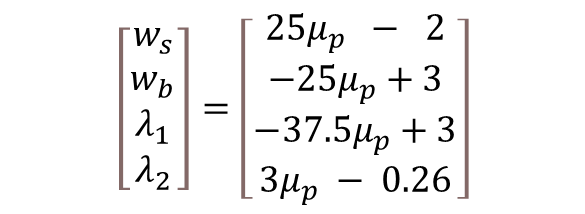 [w_s w_b λ_1 λ_2] = [25μ_p − 2
−25μ_p + 3
−37.5μ_p + 3
3μ_p − 0.26]